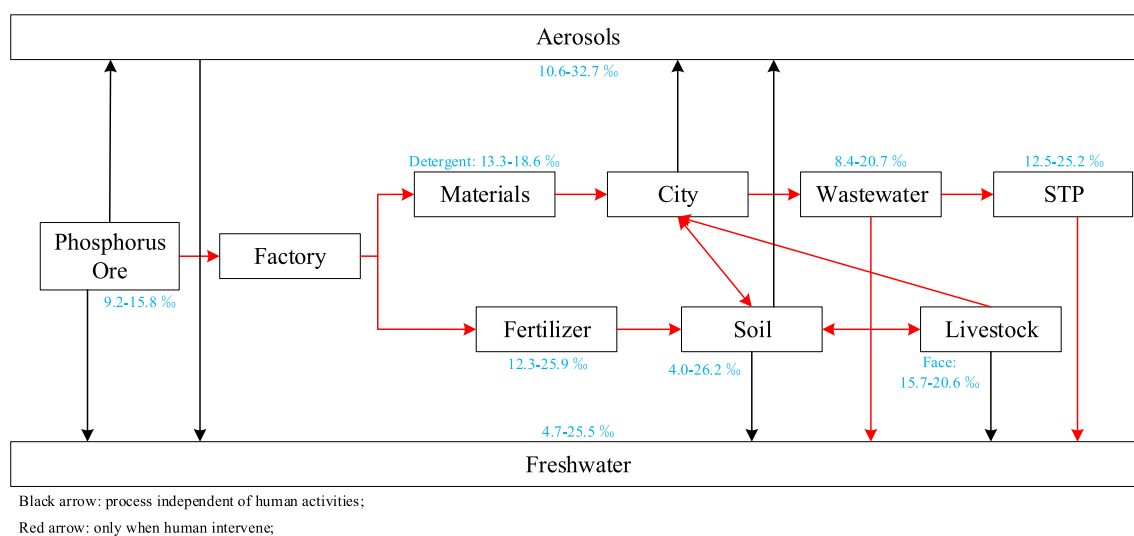 Aerosols
10.6-32.7 ‰
Detergent: 13.3-18.6 ‰
8.4-20.7 ‰
12.5-25.2 ‰
Materials
City
Wastewater
STP
Phosphorus
Ore
Factory
9.2-15.8 ‰
Fertilizer
Soil
Livestock
12.3-25.9 ‰
4.0-26.2 ‰
Face:
15.7-20.6 ‰
4.7-25.5 ‰
Freshwater
Black arrow: process independent of human activities;
Red arrow: only when human intervene;